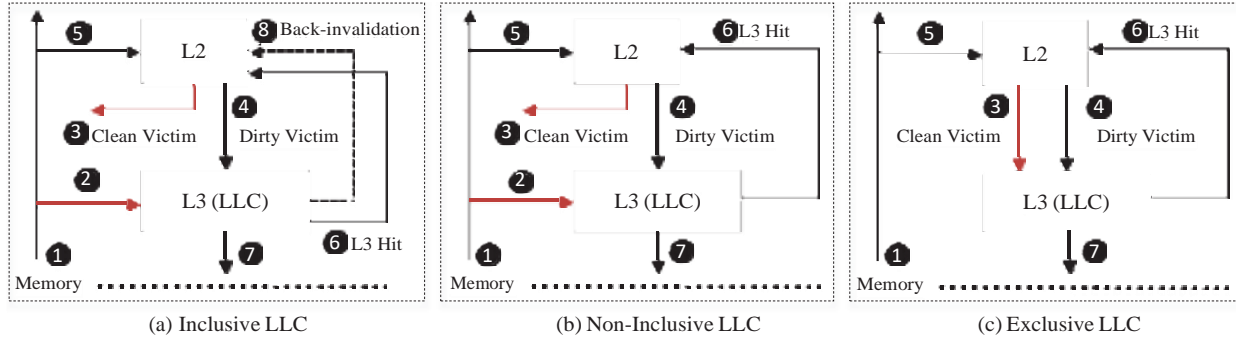 8 Back-invalidation
5
L2
3 Clean Victim
4
Dirty Victim
2
L3 (LLC)
6 L3 Hit
1
7
Memory
(a) Inclusive LLC
5
L2
6 L3 Hit
3 Clean Victim
4
Dirty Victim
2
L3 (LLC)
1
7
Memory
(b) Non-Inclusive LLC
5
L2
6 L3 Hit
3
4
Clean Victim
Dirty Victim
L3 (LLC)
1
7
Memory
(c) Exclusive LLC